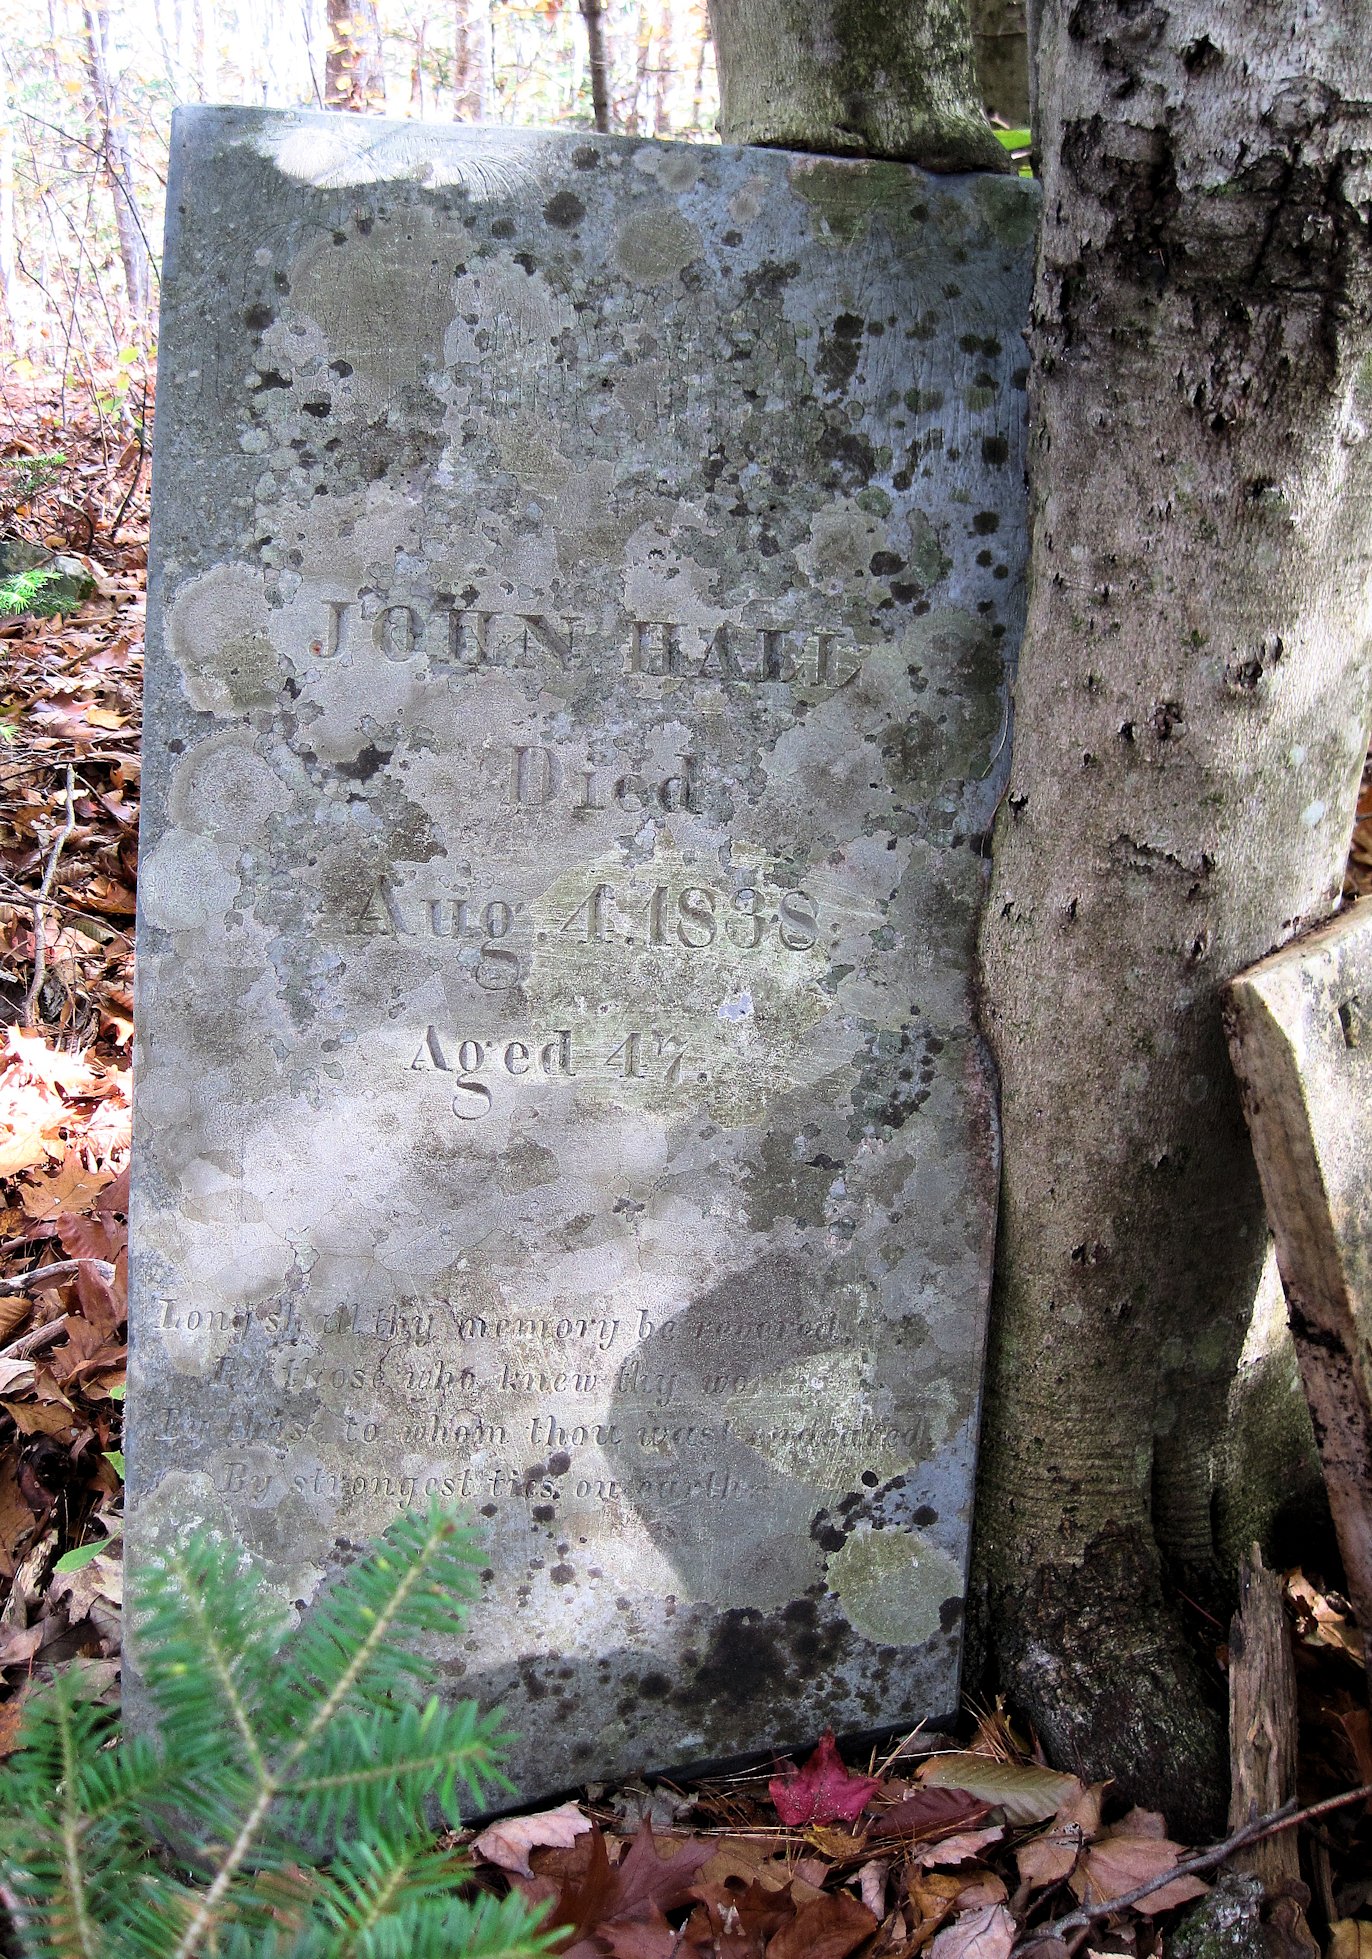 JOHN HALL
Died
Aug. 4. 1838.
Aged 47.
Long shall thy memory be revered
By those who knew thy
By those to whom thou wast endeared
By strongest ties on earth.